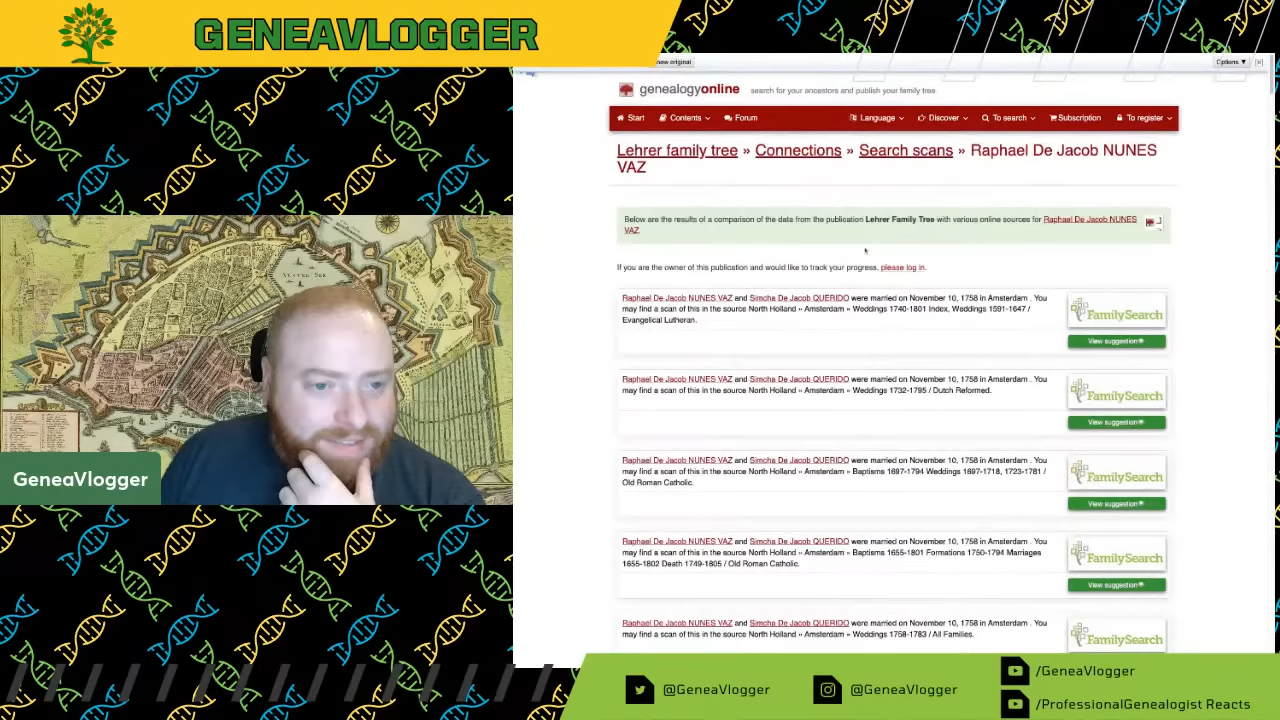 GENEAVLOGGER
Options ▼
genealogyonline search for your ancestors and publish your family tree
Start Contents Forum Language Discover To search Subscription To register
Lehrer family tree » Connections » Search scans » Raphael De Jacob NUNES
VAZ
Below are the results of a comparison of the data from the publication Lehrer Family Tree with various online sources for Raphael De Jacob NUNES
VAZ.
If you are the owner of this publication and would like to track your progress, please log in.
Raphael De Jacob NUNES VAZ and Simcha De Jacob QUERIDO were married on November 10, 1758 in Amsterdam . You
may find a scan of this in the source North Holland » Amsterdam » Weddings 1740-1801 Index, Weddings 1591-1647 /
Evangelical Lutheran.
FamilySearch
View suggestion
Raphael De Jacob NUNES VAZ and Simcha De Jacob QUERIDO were married on November 10, 1758 in Amsterdam . You
may find a scan of this in the source North Holland » Amsterdam » Weddings 1732-1795 / Dutch Reformed.
FamilySearch
View suggestion
Raphael De Jacob NUNES VAZ and Simcha De Jacob QUERIDO were married on November 10, 1758 in Amsterdam . You
may find a scan of this in the source North Holland » Amsterdam » Baptisms 1697-1794 Weddings 1697-1718, 1723-1781 /
Old Roman Catholic.
FamilySearch
View suggestion
Raphael De Jacob NUNES VAZ and Simcha De Jacob QUERIDO were married on November 10, 1758 in Amsterdam . You
may find a scan of this in the source North Holland » Amsterdam » Baptisms 1655-1801 Formations 1750-1794 Marriages
1655-1802 Death 1749-1805 / Old Roman Catholic.
FamilySearch
View suggestion
Raphael De Jacob NUNES VAZ and Simcha De Jacob QUERIDO were married on November 10, 1758 in Amsterdam . You
may find a scan of this in the source North Holland » Amsterdam » Weddings 1758-1783 / All Families.
FamilySearch
GeneaVlogger
@GeneaVlogger
@GeneaVlogger
/GeneaVlogger
/ProfessionalGenealogist Reacts